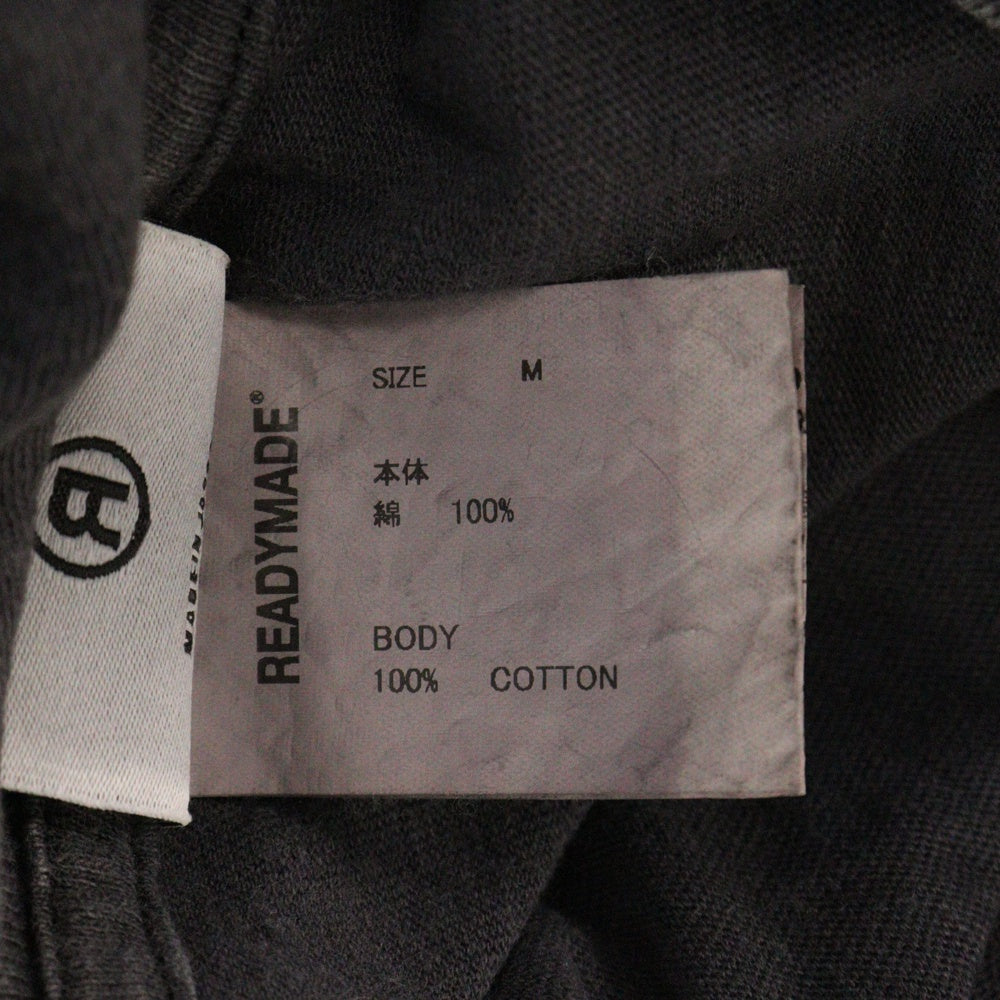 READYMADE®
SIZE M
本体
綿 100%
BODY
100% COTTON
R